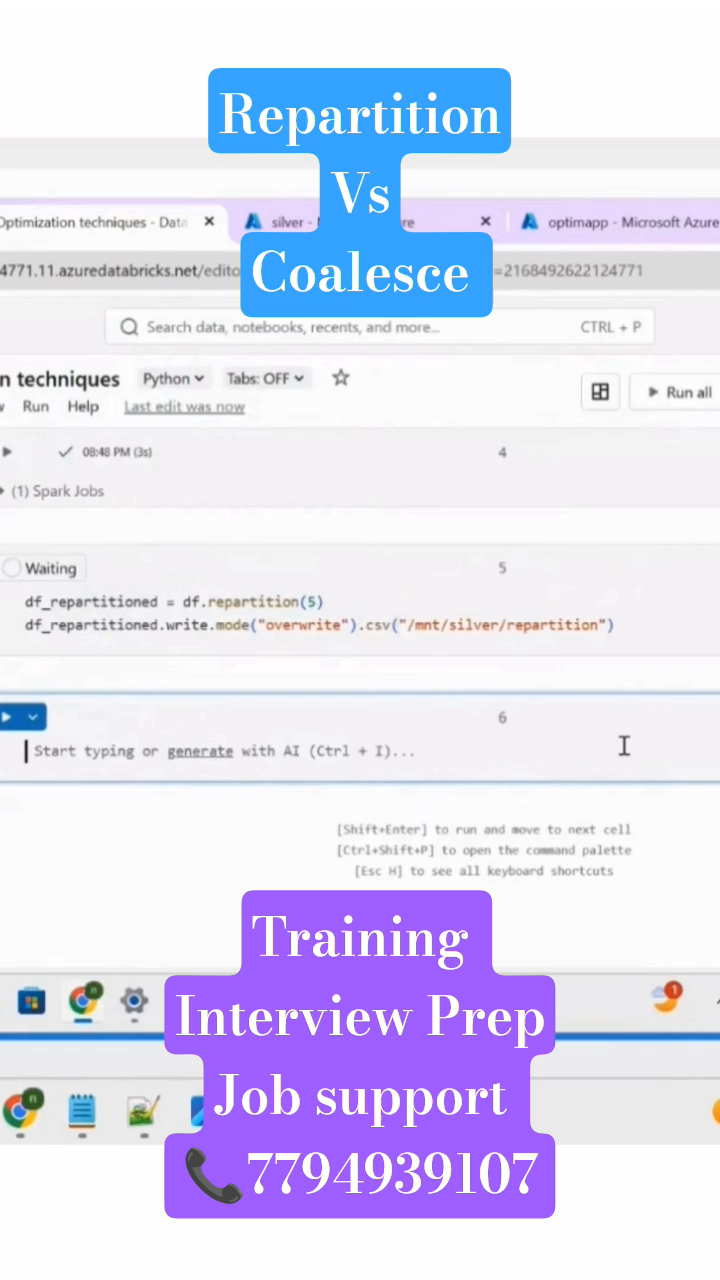 Repartition
Vs
Coalesce
Optimization techniques - Data
silver -
optimapp - Microsoft Azure
4771.11.azuredatabricks.net/edito
=2168492622124771
Search data, notebooks, recents, and more... CTRL + P
n techniques Python Tabs: OFF
Run Help Last edit was now
Run all
08:48 PM (3s) 4
(1) Spark Jobs
Waiting 5
df_repartitioned = df.repartition(5)
df_repartitioned.write.mode("overwrite").csv("/mnt/silver/repartition")
6
Start typing or generate with AI (Ctrl + I)...
[Shift+Enter] to run and move to next cell
[Ctrl+Shift+P] to open the command palette
[Esc H] to see all keyboard shortcuts
Training
Interview Prep
Job support
📞7794939107